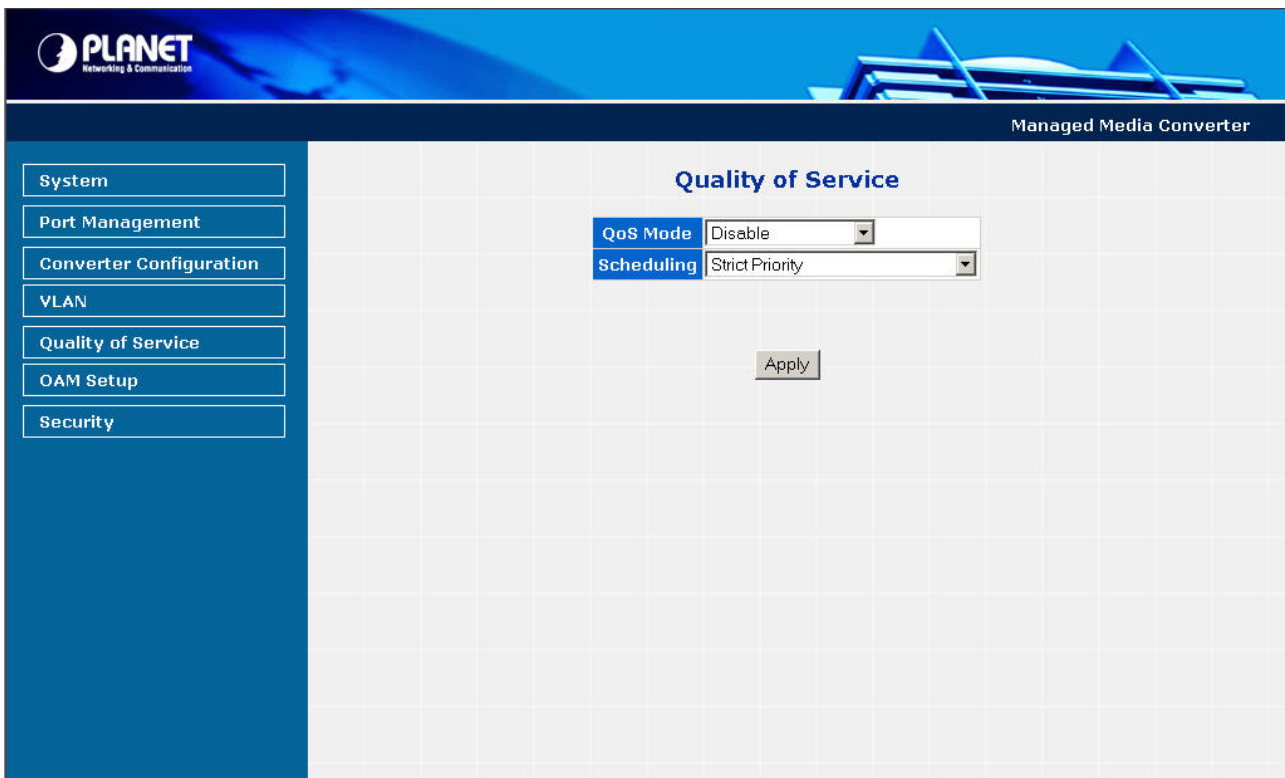 PLANET
Networking & Communication
Managed Media Converter
System
Port Management
Converter Configuration
VLAN
Quality of Service
OAM Setup
Security
Quality of Service
QoS Mode Disable
Scheduling Strict Priority
Apply